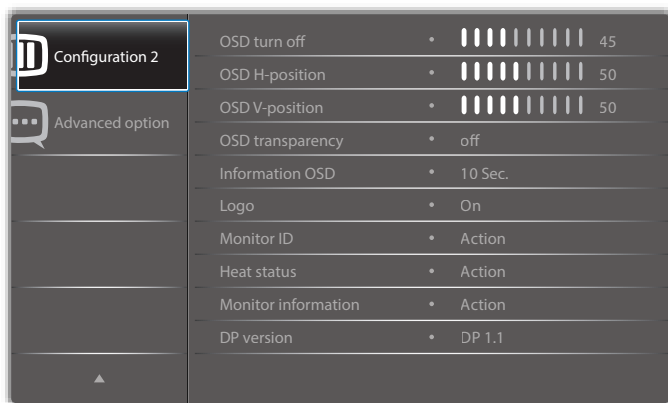 Configuration 2
Advanced option
OSD turn off • 45
OSD H-position • 50
OSD V-position • 50
OSD transparency • off
Information OSD • 10 Sec.
Logo • On
Monitor ID • Action
Heat status • Action
Monitor information • Action
DP version • DP 1.1